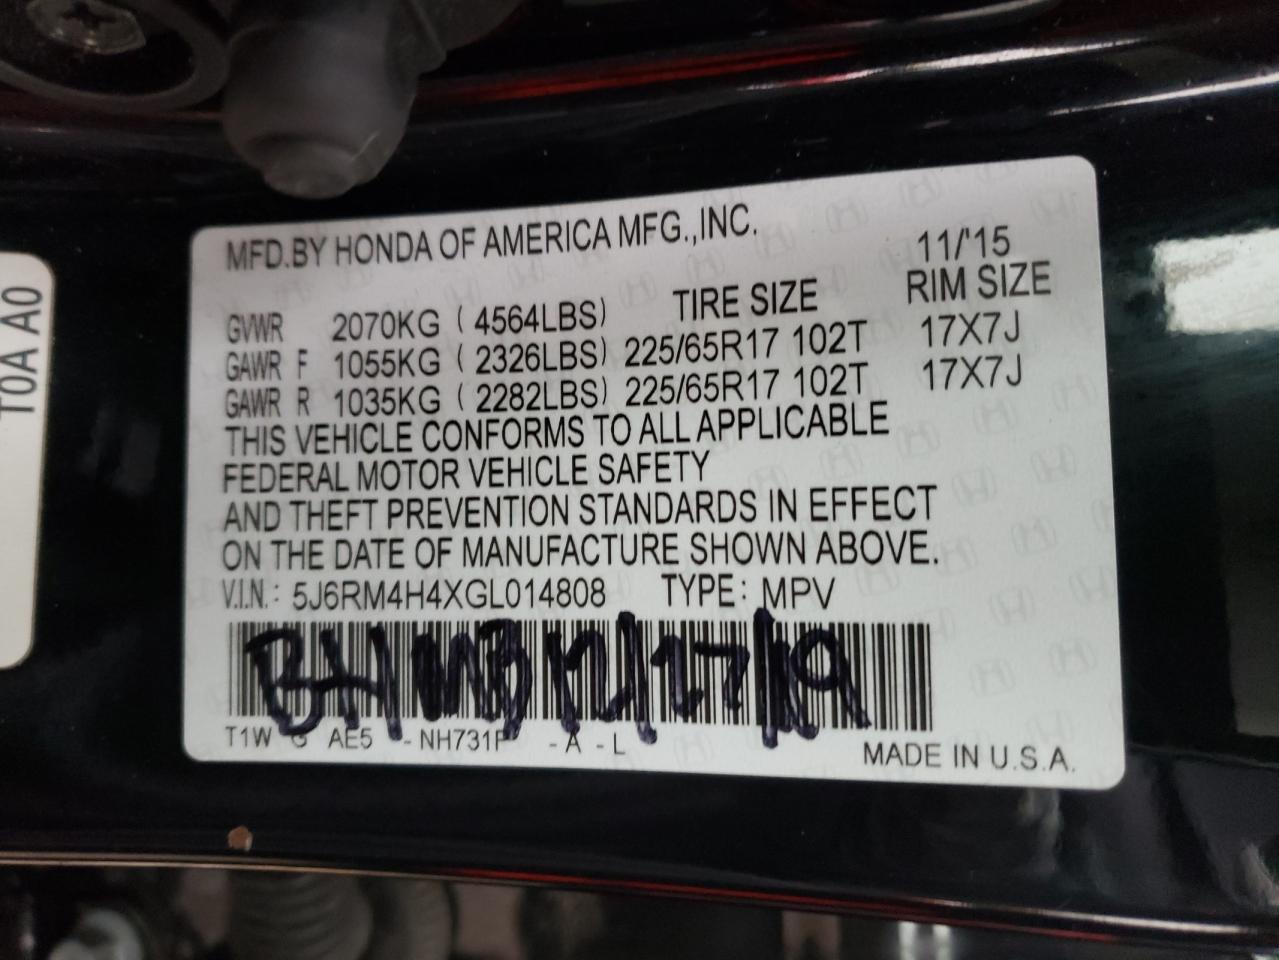 MFD.BY HONDA OF AMERICA MFG.,INC. 11/'15
TIRE SIZE RIM SIZE
GVWR 2070KG (4564LBS)
GAWR F 1055KG (2326LBS) 225/65R17 102T 17X7J
GAWR R 1035KG (2282LBS) 225/65R17 102T 17X7J
THIS VEHICLE CONFORMS TO ALL APPLICABLE
FEDERAL MOTOR VEHICLE SAFETY
AND THEFT PREVENTION STANDARDS IN EFFECT
ON THE DATE OF MANUFACTURE SHOWN ABOVE.
V.I.N.: 5J6RM4H4XGL014808 TYPE: MPV
12/27/19
T1W G AE5 -NH731P -A -L
MADE IN U.S.A.
T0A A0